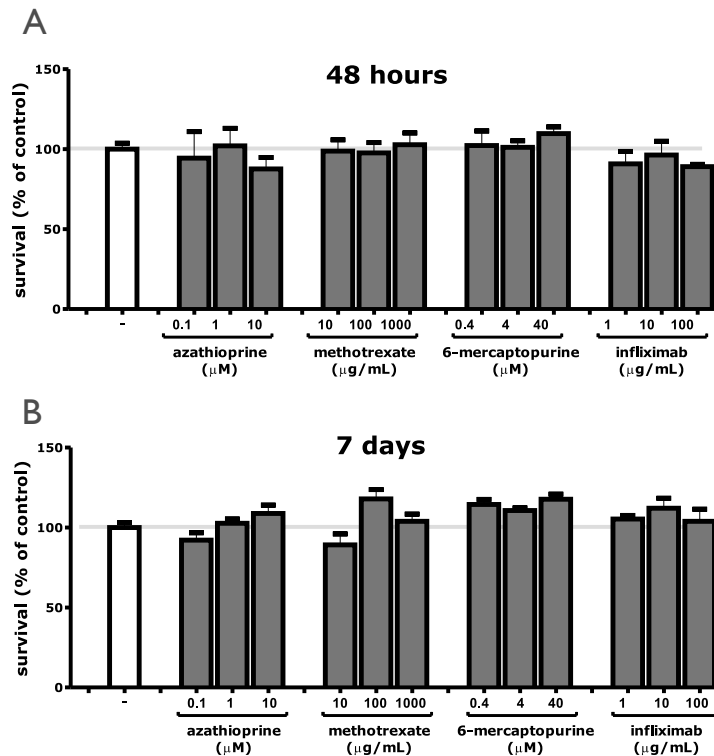 A
48 hours
survival (% of control)
150
100
50
0
- 0.1 1 10 10 100 1000 0.4 4 40 1 10 100
azathioprine methotrexate 6-mercaptopurine infliximab
(μM) (μg/mL) (μM) (μg/mL)
B
7 days
survival (% of control)
150
100
50
0
- 0.1 1 10 10 100 1000 0.4 4 40 1 10 100
azathioprine methotrexate 6-mercaptopurine infliximab
(μM) (μg/mL) (μM) (μg/mL)